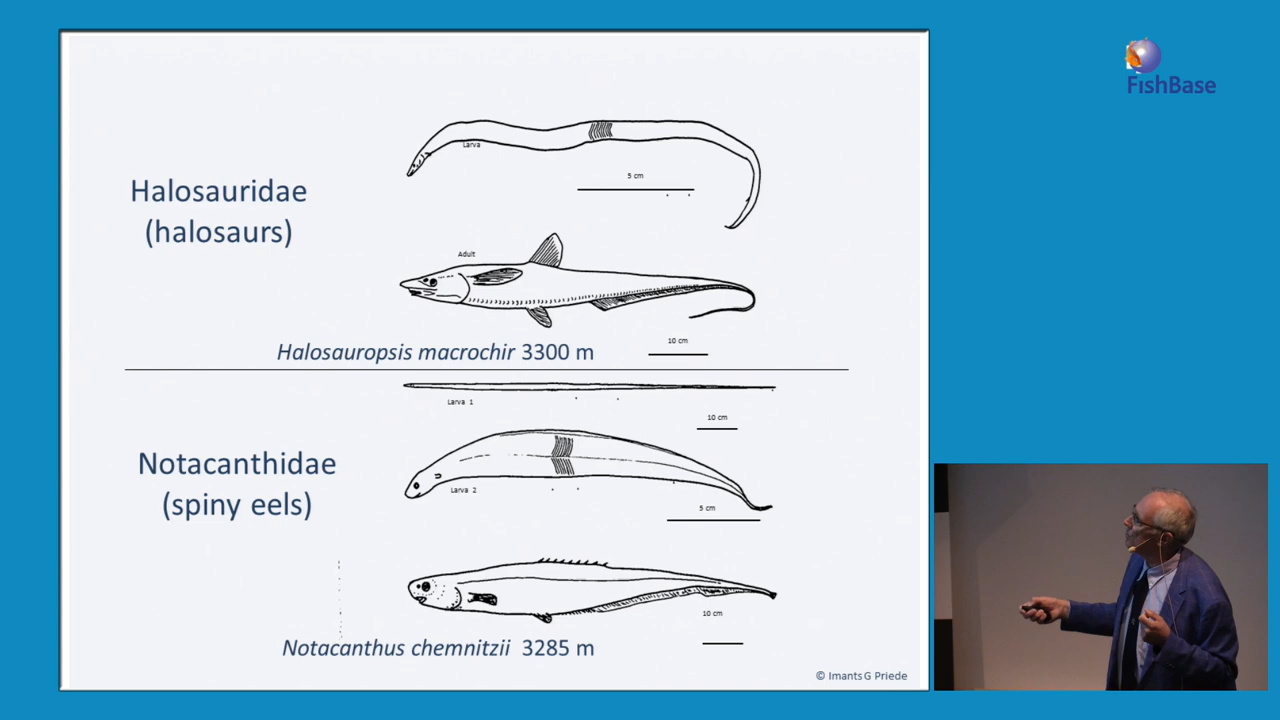 FishBase
Larva
5 cm
Halosauridae
(halosaurs)
Adult
10 cm
Halosauropsis macrochir 3300 m
Larva 1
10 cm
Notacanthidae
(spiny eels)
Larva 2
5 cm
10 cm
Notacanthus chemnitzii 3285 m
© Imants G Priede